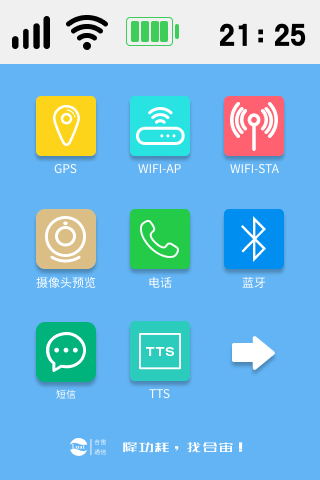 21:25
GPS
WIFI-AP
WIFI-STA
摄像头预览
电话
蓝牙
短信
TTS
TTS
合宙
通信
降功耗，找合宙！